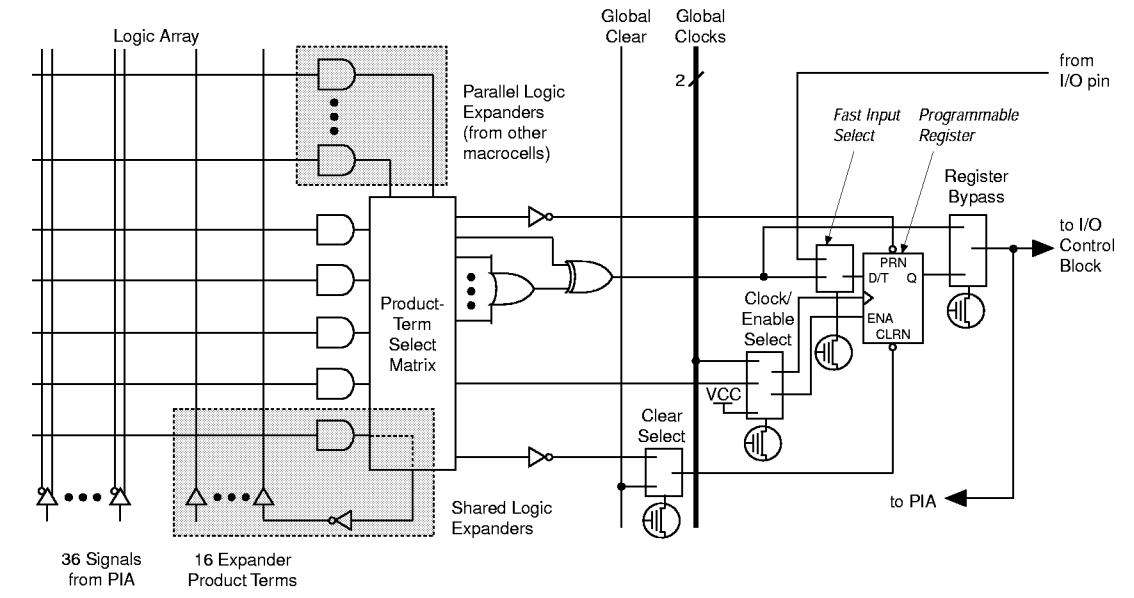 Logic Array
Global
Clear
Global
Clocks
2
from
I/O pin
Parallel Logic
Expanders
(from other
macrocells)
Fast Input
Select
Programmable
Register
Register
Bypass
to I/O
Control
Block
PRN
D/T
Q
ENA
CLRN
Product-
Term
Select
Matrix
Clock/
Enable
Select
VCC
Clear
Select
to PIA
Shared Logic
Expanders
36 Signals
from PIA
16 Expander
Product Terms